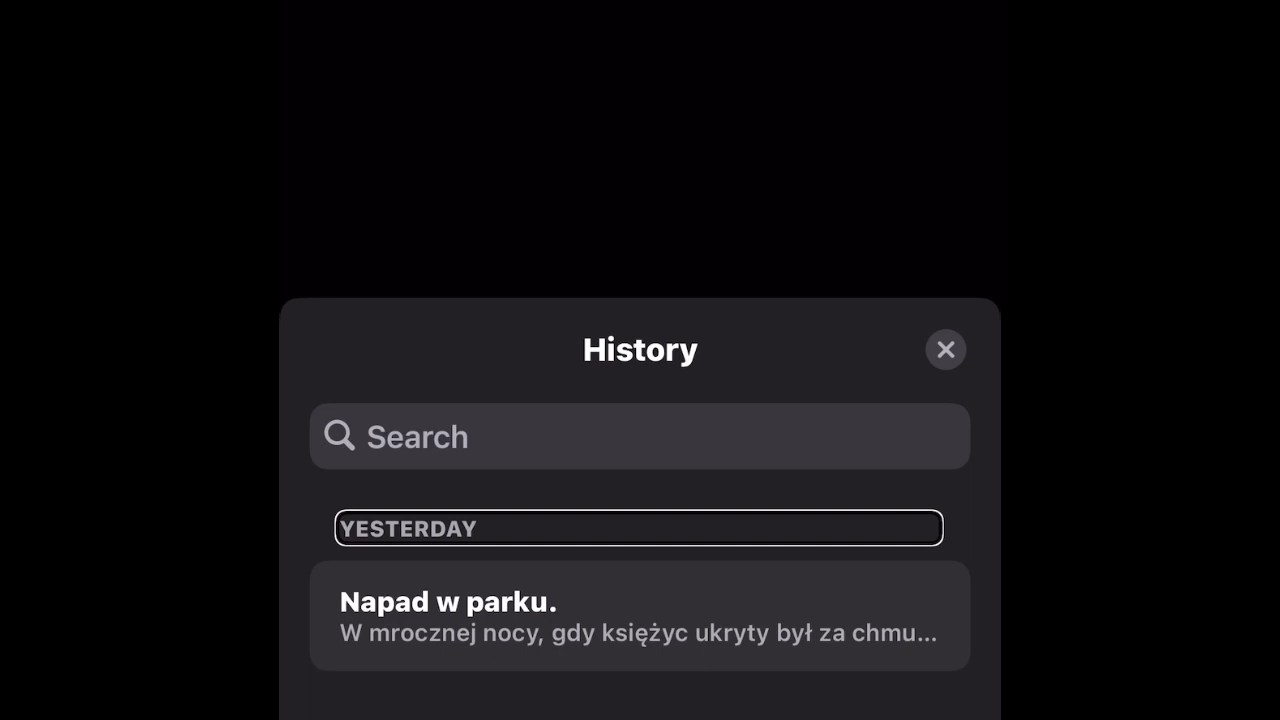 History
Search
YESTERDAY
Napad w parku.
W mrocznej nocy, gdy księżyc ukryty był za chmu...